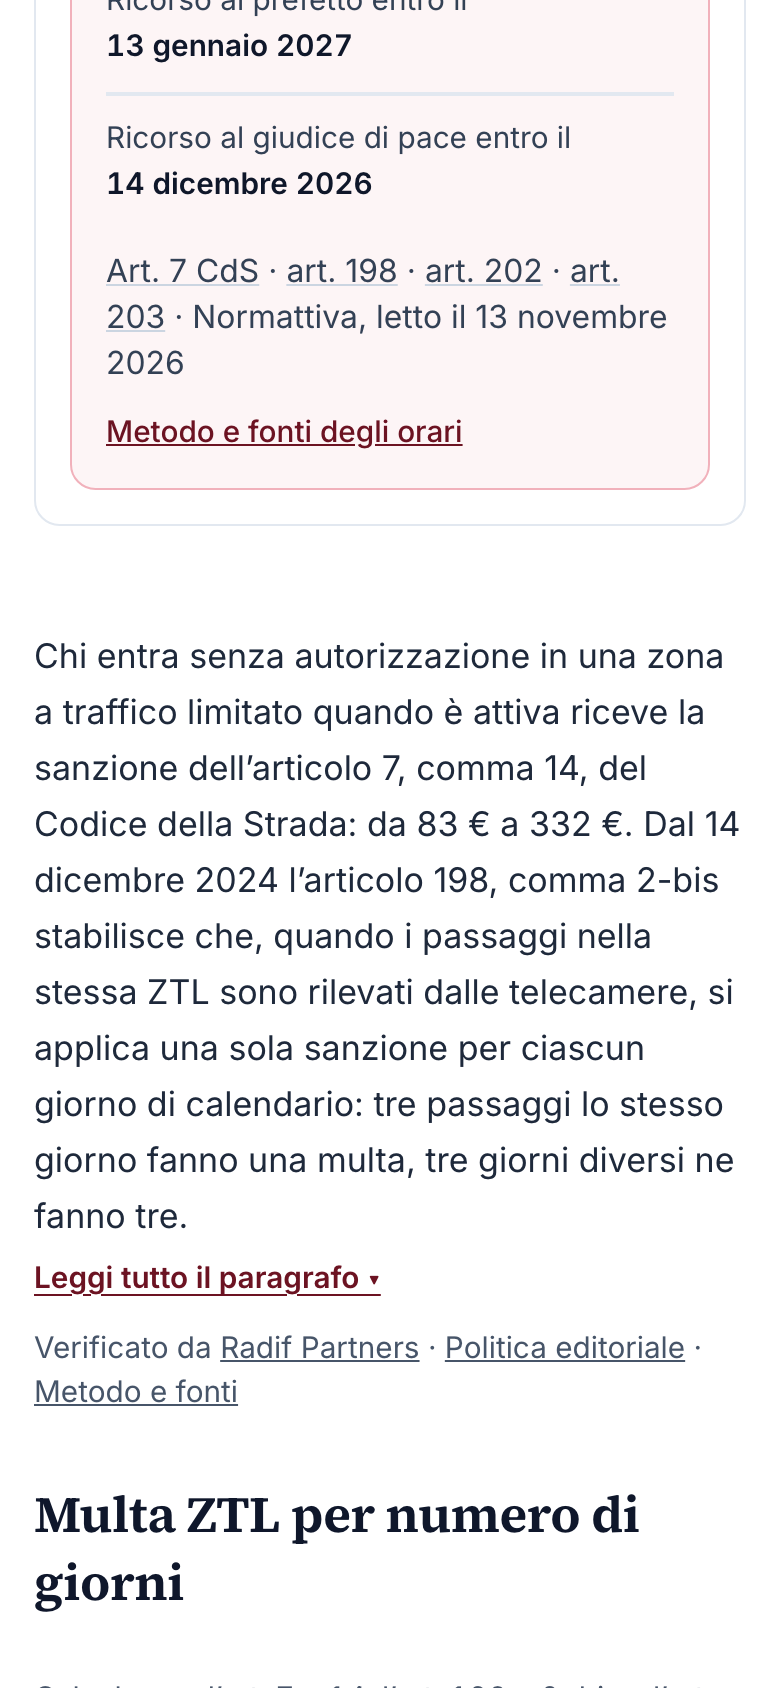 Ricorso al prefetto entro il
13 gennaio 2027
Ricorso al giudice di pace entro il
14 dicembre 2026
Art. 7 CdS · art. 198 · art. 202 · art.
203 · Normattiva, letto il 13 novembre
2026
Metodo e fonti degli orari
Chi entra senza autorizzazione in una zona
a traffico limitato quando è attiva riceve la
sanzione dell’articolo 7, comma 14, del
Codice della Strada: da 83 € a 332 €. Dal 14
dicembre 2024 l’articolo 198, comma 2-bis
stabilisce che, quando i passaggi nella
stessa ZTL sono rilevati dalle telecamere, si
applica una sola sanzione per ciascun
giorno di calendario: tre passaggi lo stesso
giorno fanno una multa, tre giorni diversi ne
fanno tre.
Leggi tutto il paragrafo ▾
Verificato da Radif Partners · Politica editoriale ·
Metodo e fonti
Multa ZTL per numero di
giorni